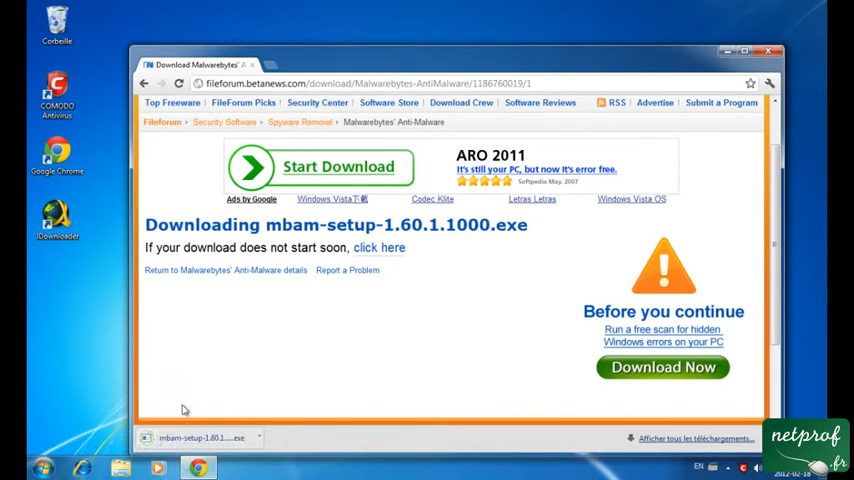 Corbeille
COMODO
Antivirus
Google Chrome
JDownloader
Download Malwarebytes' A
fileforum.betanews.com/download/Malwarebytes-AntiMalware/1186760019/1
Top Freeware FileForum Picks Security Center Software Store Download Crew Software Reviews RSS Advertise Submit a Program
Fileforum Security Software Spyware Removal Malwarebytes' Anti-Malware
Start Download
ARO 2011
It's still your PC, but now it's error free.
Softpedia May, 2007
Ads by Google Windows Vista下載 Codec Klite Letras Letras Windows Vista OS
Downloading mbam-setup-1.60.1.1000.exe
If your download does not start soon, click here
Return to Malwarebytes' Anti-Malware details Report a Problem
Before you continue
Run a free scan for hidden
Windows errors on your PC
Download Now
mbam-setup-1.60.1....exe
Afficher tous les téléchargements...
EN
2012-02-18
netprof
.fr